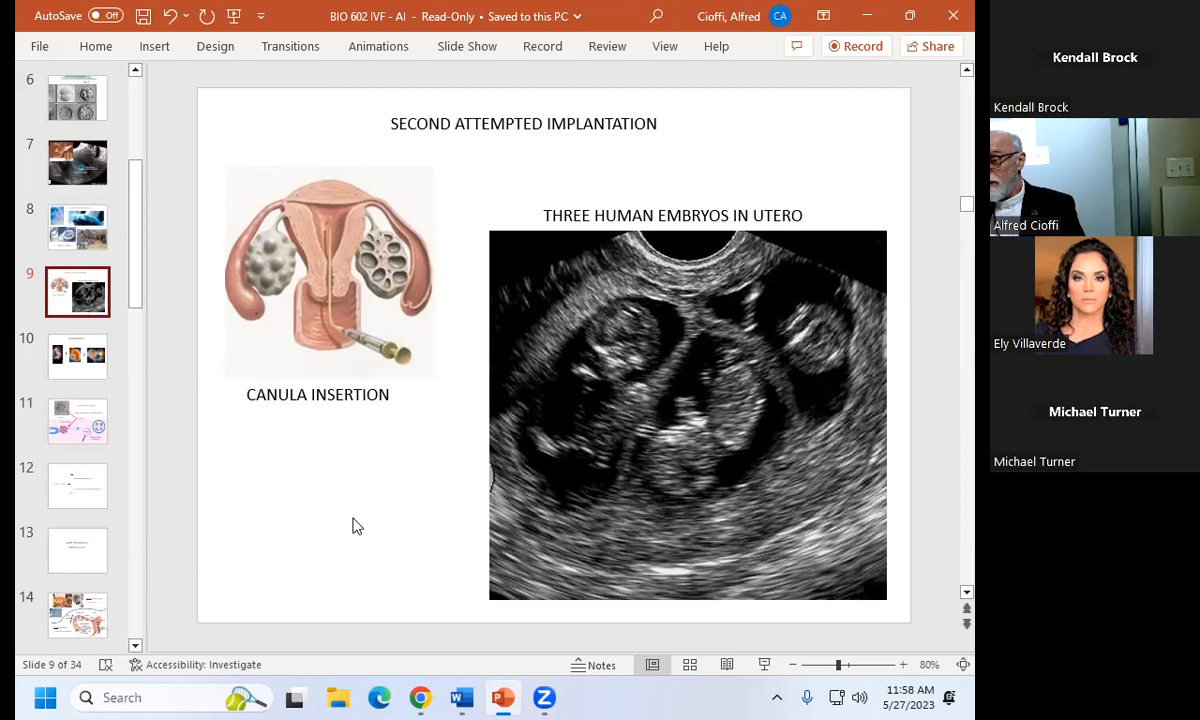 AutoSave Off
BIO 602 IVF - AI - Read-Only • Saved to this PC
Cioffi, Alfred CA
File Home Insert Design Transitions Animations Slide Show Record Review View Help Record Share
6
7
8
9
10
11
12
13
14
SECOND ATTEMPTED IMPLANTATION
THREE HUMAN EMBRYOS IN UTERO
CANULA INSERTION
Kendall Brock
Kendall Brock
Alfred Cioffi
Ely Villaverde
Michael Turner
Michael Turner
Slide 9 of 34 Accessibility: Investigate Notes 80%
Search
11:58 AM
5/27/2023